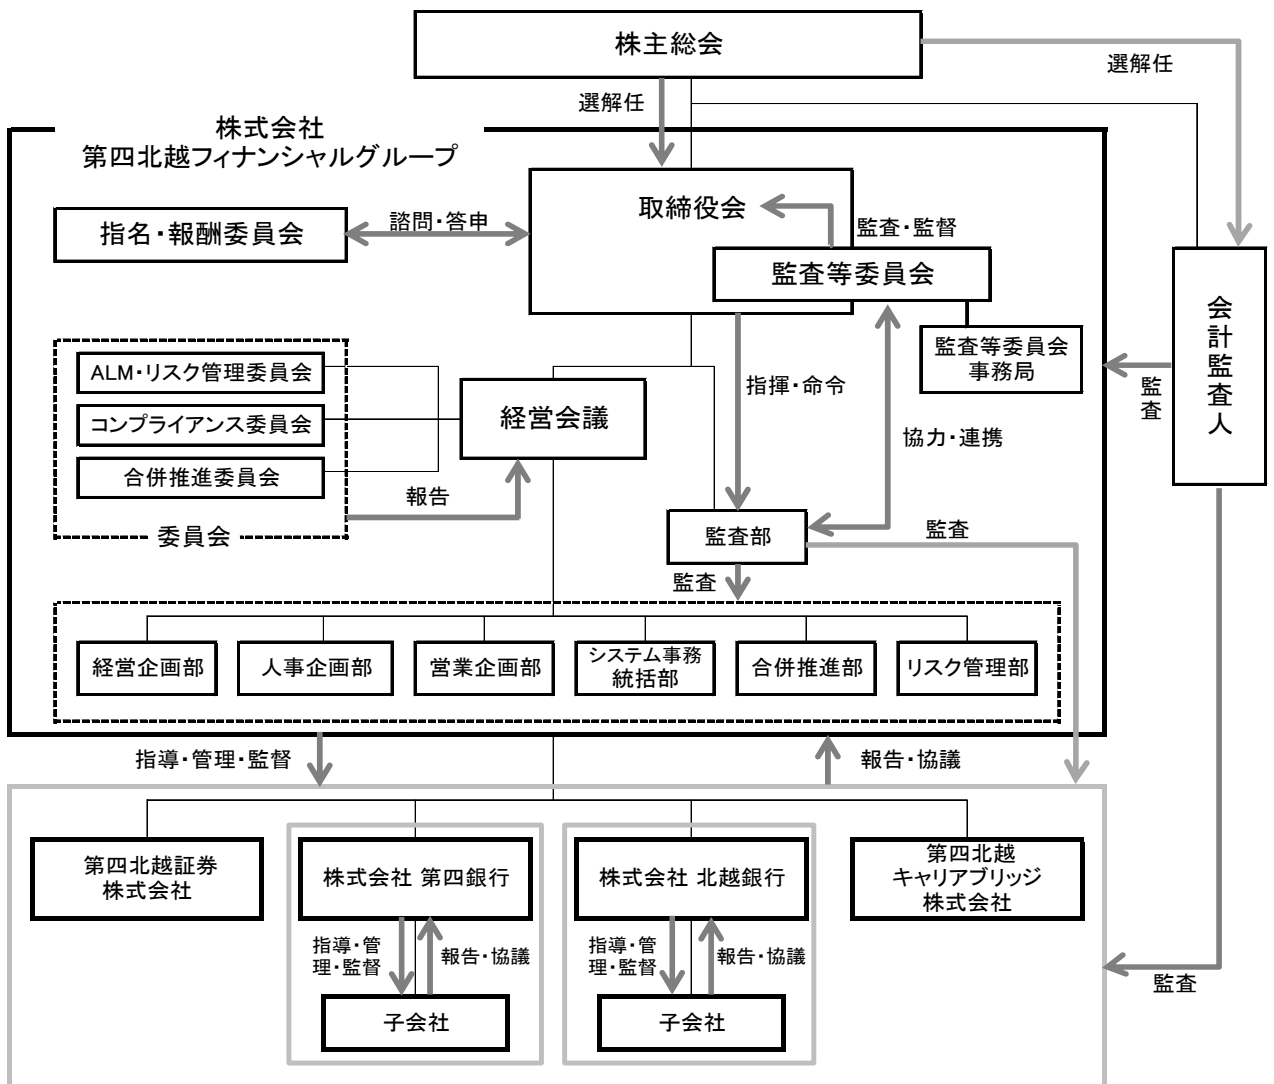 株主総会
選解任
選解任
株式会社
第四北越フィナンシャルグループ
取締役会
指名・報酬委員会
諮問・答申
監査・監督
監査等委員会
会計監査人
監査等委員会
事務局
ALM・リスク管理委員会
コンプライアンス委員会
合併推進委員会
委員会
経営会議
報告
指揮・命令
協力・連携
監査
監査部
監査
監査
経営企画部
人事企画部
営業企画部
システム事務
統括部
合併推進部
リスク管理部
指導・管理・監督
報告・協議
第四北越証券
株式会社
株式会社 第四銀行
株式会社 北越銀行
第四北越
キャリアブリッジ
株式会社
指導・管
理・監督
報告・協議
指導・管
理・監督
報告・協議
監査
子会社
子会社